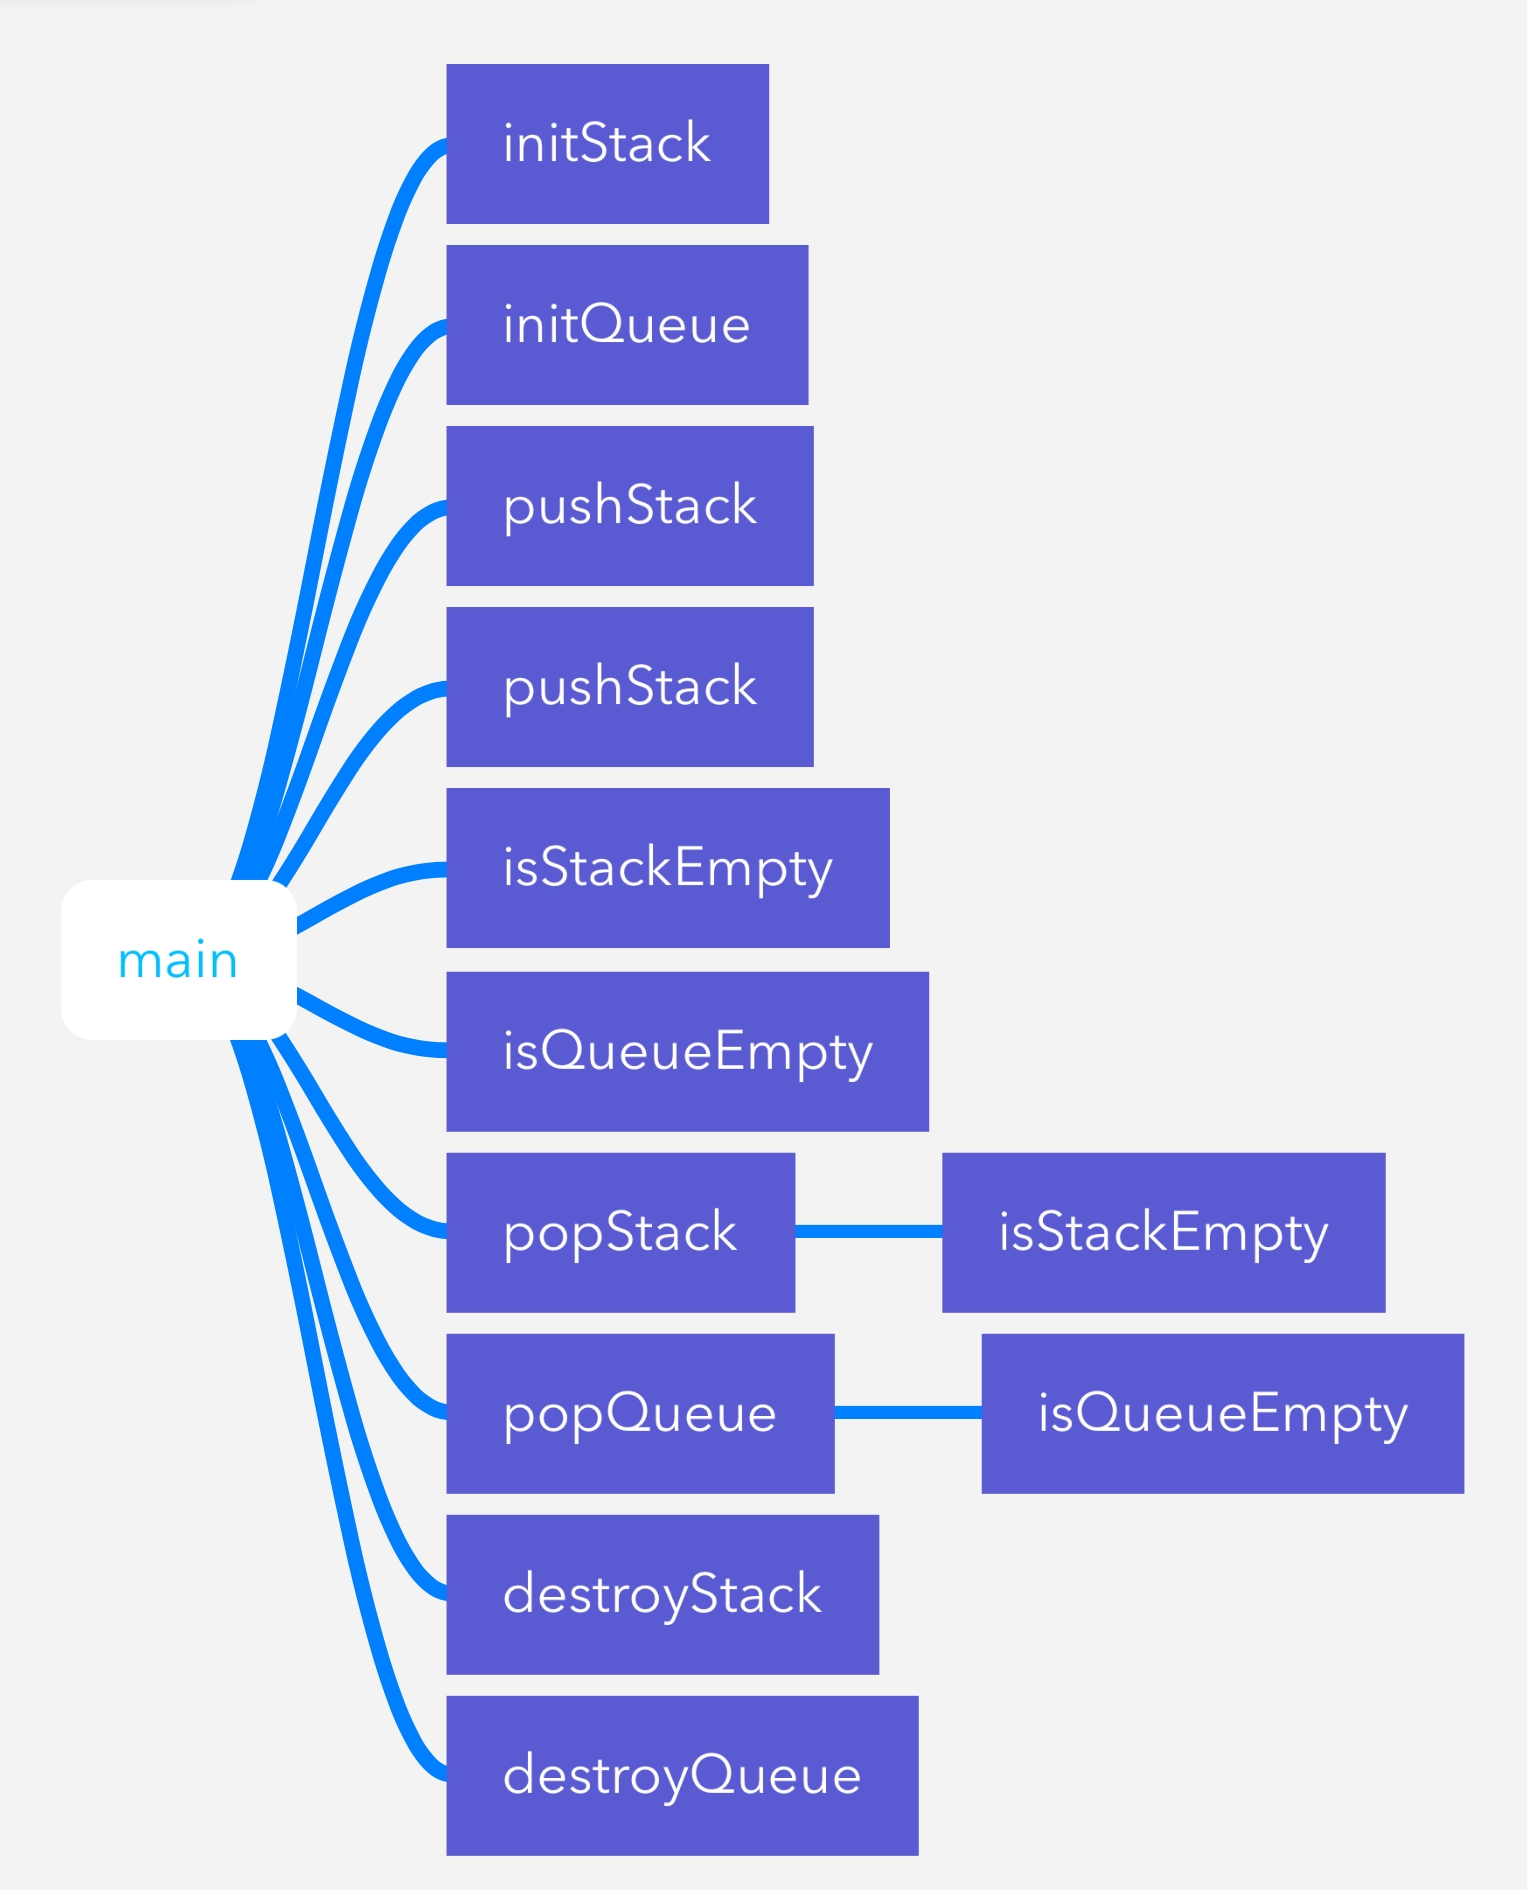 initStack
initQueue
pushStack
pushStack
isStackEmpty
main
isQueueEmpty
popStack
isStackEmpty
popQueue
isQueueEmpty
destroyStack
destroyQueue